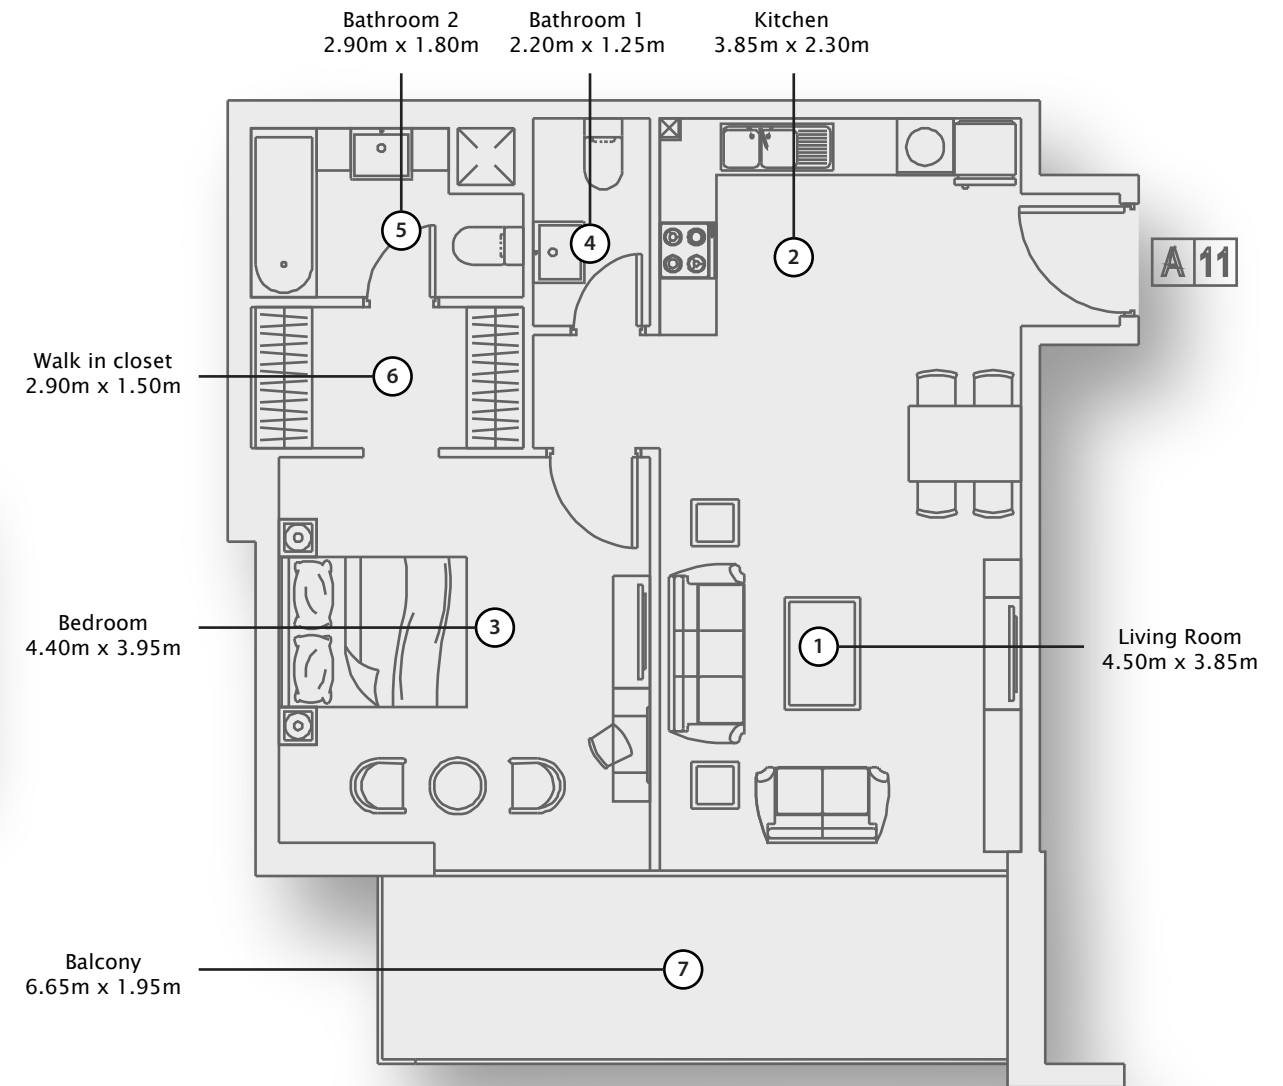 Bathroom 2
2.90m x 1.80m
Bathroom 1
2.20m x 1.25m
Kitchen
3.85m x 2.30m
5
4
2
A 11
Walk in closet
2.90m x 1.50m
6
Bedroom
4.40m x 3.95m
3
1
Living Room
4.50m x 3.85m
Balcony
6.65m x 1.95m
7